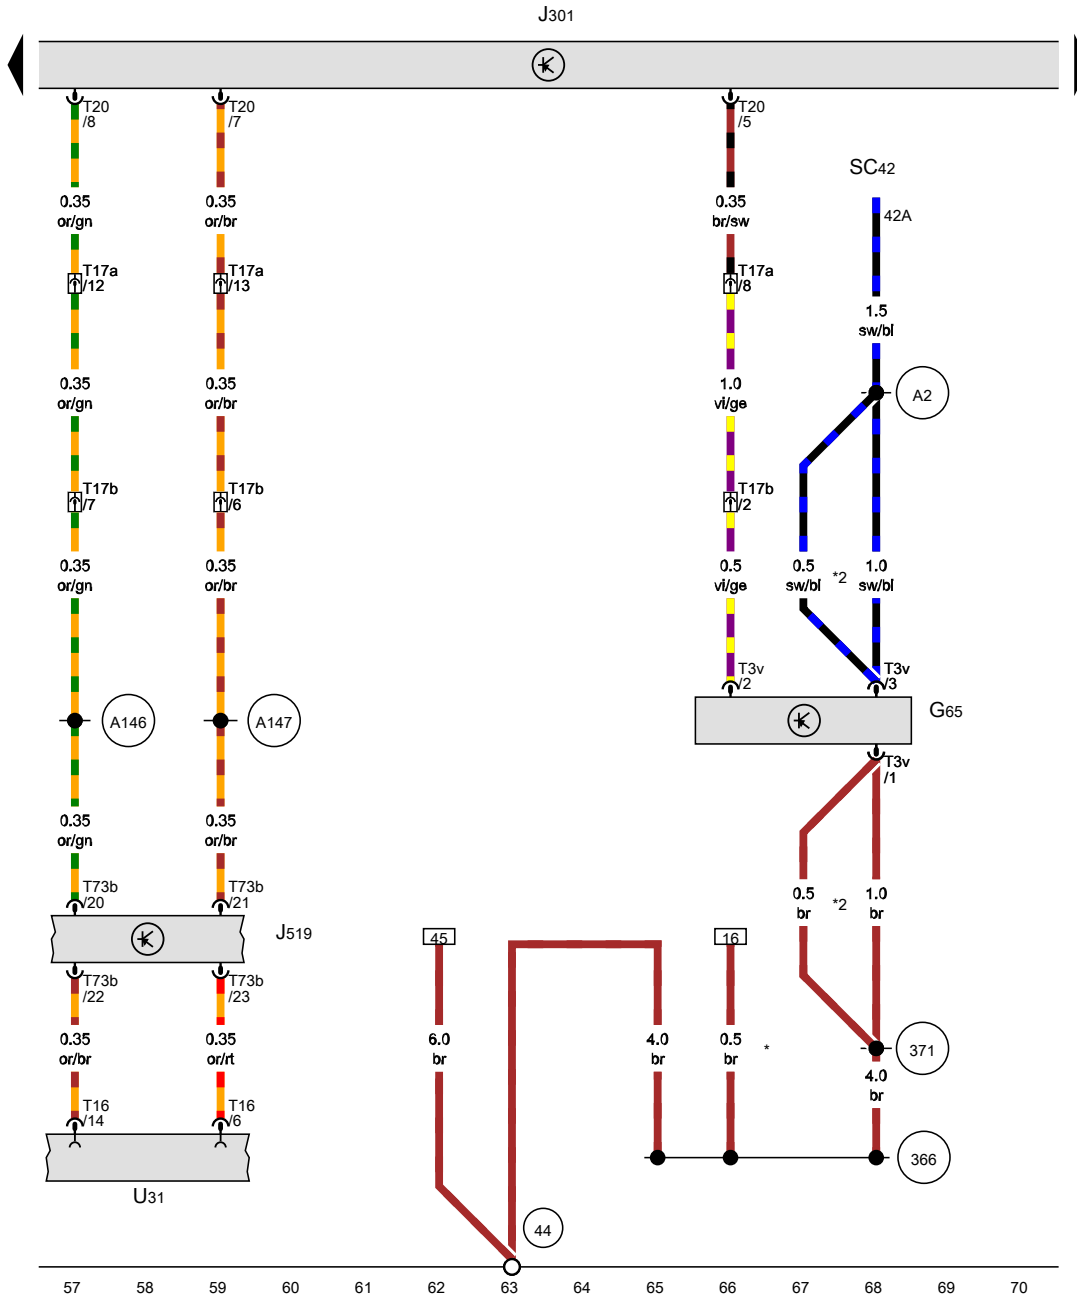 J301
T20
/8
T20
/7
T20
/5
SC42
42A
0.35
or/gn
0.35
or/br
0.35
br/sw
T17a
/12
T17a
/13
T17a
/8
1.5
sw/bl
0.35
or/gn
0.35
or/br
1.0
vi/ge
A2
T17b
/7
T17b
/6
T17b
/2
0.35
or/gn
0.35
or/br
0.5
vi/ge
0.5
sw/bl
*2
1.0
sw/bl
T3v
/2
T3v
/3
A146
A147
G65
T3v
/1
0.35
or/gn
0.35
or/br
T73b
/20
T73b
/21
0.5
br
*2
1.0
br
J519
45
16
T73b
/22
T73b
/23
0.35
or/br
0.35
or/rt
6.0
br
4.0
br
0.5
br
*
371
4.0
br
T16
/14
T16
/6
366
U31
44
57 58 59 60 61 62 63 64 65 66 67 68 69 70